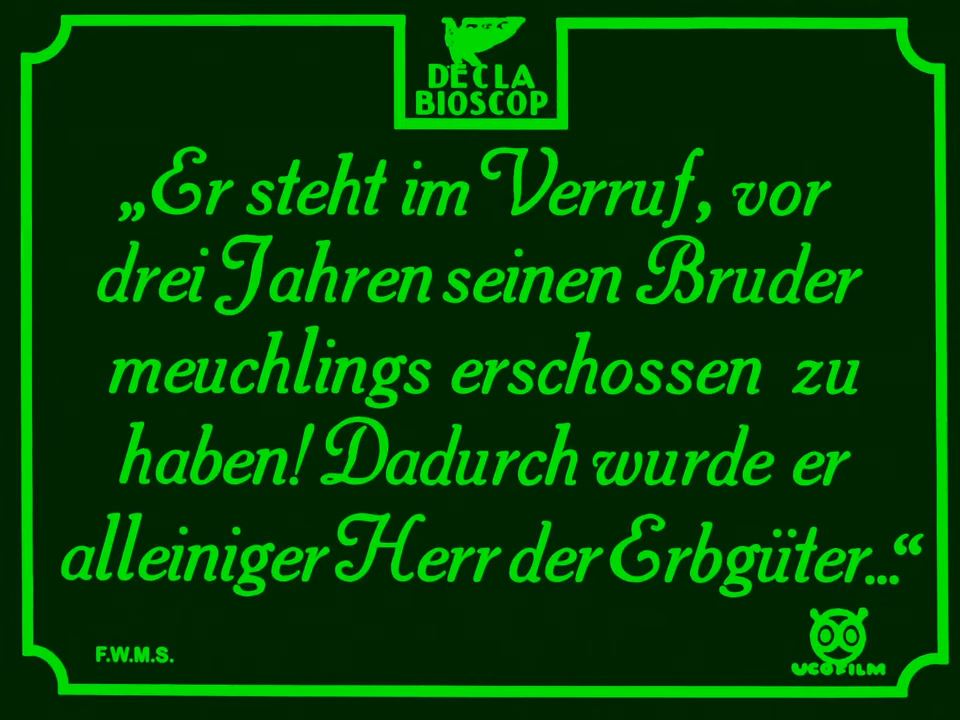 DECLA
BIOSCOP
„Er steht im Verruf, vor
drei Jahren seinen Bruder
meuchlings erschossen zu
haben! Dadurch wurde er
alleiniger Herr der Erbgüter...“
F.W.M.S.
UCOFILM